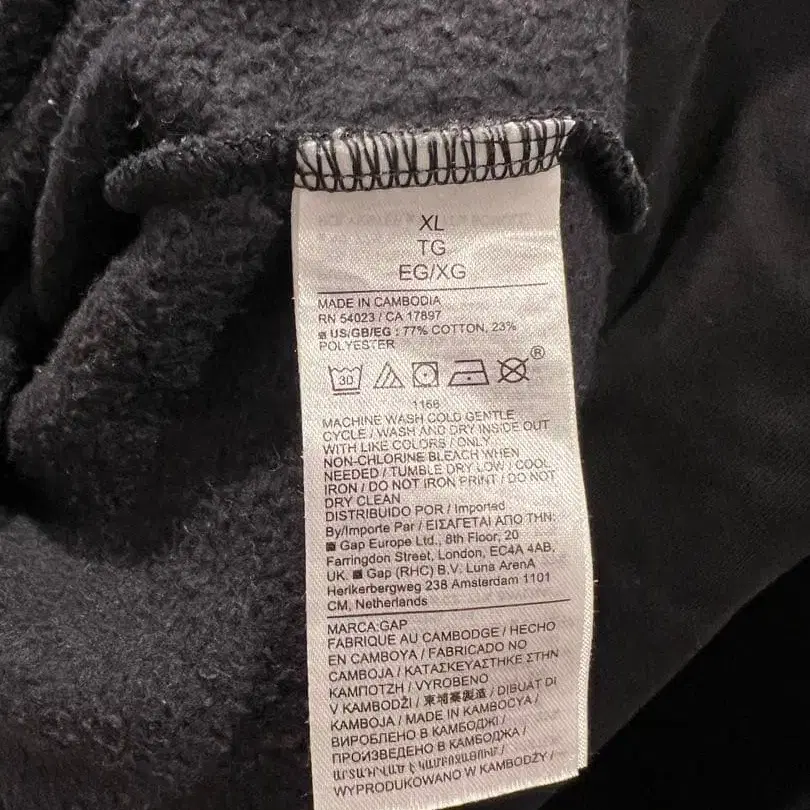 XL
TG
EG/XG
MADE IN CAMBODIA
RN 54023 / CA 17897
US/GB/EG : 77% COTTON, 23%
POLYESTER
30
®
1166
MACHINE WASH COLD GENTLE
CYCLE / WASH AND DRY INSIDE OUT
WITH LIKE COLORS / ONLY
NON-CHLORINE BLEACH WHEN
NEEDED / TUMBLE DRY LOW / COOL
IRON / DO NOT IRON PRINT / DO NOT
DRY CLEAN
DISTRIBUIDO POR / Imported
By/Importe Par / ΕΙΣΑΓΕΤΑΙ ΑΠΟ ΤΗΝ:
Gap Europe Ltd., 8th Floor, 20
Farringdon Street, London, EC4A 4AB,
UK. Gap (RHC) B.V. Luna ArenA
Herikerbergweg 238 Amsterdam 1101
CM, Netherlands
MARCA:GAP
FABRIQUE AU CAMBODGE / HECHO
EN CAMBOYA / FABRICADO NO
CAMBOJA / ΚΑΤΑΣΚΕΥΑΣΤΗΚΕ ΣΤΗΝ
ΚΑΜΠΟΤΖΗ / VYROBENO
V KAMBODŽI / 柬埔寨製造 / DIBUAT DI
KAMBOJA / MADE IN KAMBOCYA /
ВИРОБЛЕНО В КАМБОДЖІ /
ПРОИЗВЕДЕНО В КАМБОДЖА /
WYPRODUKOWANO W KAMBODŻY /